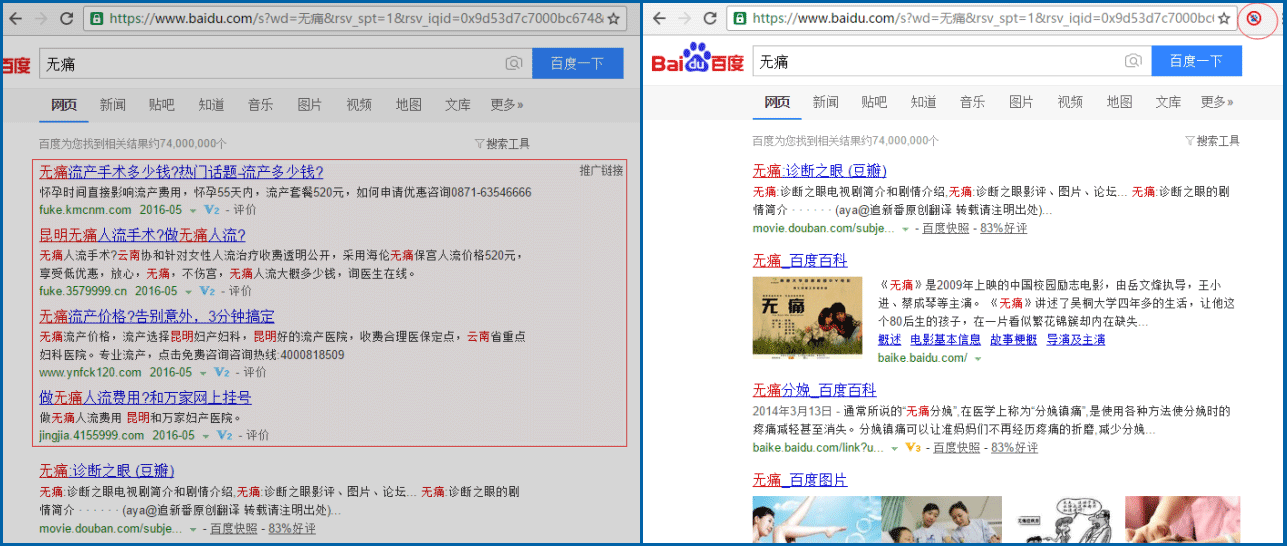 https://www.baidu.com/s?wd=无痛&rsv_spt=1&rsv_iqid=0x9d53d7c7000bc674&
百度
无痛
百度一下
网页 新闻 贴吧 知道 音乐 图片 视频 地图 文库 更多»
百度为您找到相关结果约74,000,000个
搜索工具
无痛流产手术多少钱?热门话题-流产多少钱?
推广链接
怀孕时间直接影响流产费用，怀孕55天内，流产套餐520元，如何申请优惠咨询0871-63546666
fuke.kmcnm.com 2016-05 V2 - 评价
昆明无痛人流手术?做无痛人流?
无痛人流手术?云南协和针对女性人流治疗收费透明公开，采用海伦无痛保宫人流价格520元，
享受低优惠，放心，无痛，不伤宫，无痛人流大概多少钱，询医生在线。
fuke.3579999.cn 2016-05 V2 - 评价
无痛流产价格?告别意外，3分钟搞定
无痛流产价格，流产选择昆明妇产妇科，昆明好的流产医院，收费合理医保定点，云南省重点
妇科医院。专业流产，点击免费咨询咨询热线:4000818509
www.ynfck120.com 2016-05 V2 - 评价
做无痛人流费用?和万家网上挂号
做无痛人流费用 昆明和万家妇产医院。
jingjia.4155999.com 2016-05 V2 - 评价
无痛:诊断之眼 (豆瓣)
无痛:诊断之眼电视剧简介和剧情介绍,无痛:诊断之眼影评、图片、论坛... 无痛:诊断之眼的剧
情简介 · · · · · · (aya@追新番原创翻译 转载请注明出处)...
movie.douban.com/subje... - 百度快照 - 83%好评
https://www.baidu.com/s?wd=无痛&rsv_spt=1&rsv_iqid=0x9d53d7c7000bc
Bai du 百度
无痛
百度一下
网页 新闻 贴吧 知道 音乐 图片 视频 地图 文库 更多»
百度为您找到相关结果约74,000,000个
搜索工具
无痛:诊断之眼 (豆瓣)
无痛:诊断之眼电视剧简介和剧情介绍,无痛:诊断之眼影评、图片、论坛... 无痛:诊断之眼的剧
情简介 · · · · · · (aya@追新番原创翻译 转载请注明出处)...
movie.douban.com/subje... - 百度快照 - 83%好评
无痛_百度百科
无痛
《无痛》是2009年上映的中国校园励志电影，由岳文烽执导，王小
进、蔡成琴等主演。《无痛》讲述了吴桐大学四年多的生活，让他这
个80后生的孩子，在一片看似繁花锦簇却内在缺失...
概述 电影基本信息 故事梗概 导演及主演
baike.baidu.com/
无痛分娩_百度百科
2014年3月13日 - 通常所说的“无痛分娩”,在医学上称为“分娩镇痛”,是使用各种方法使分娩时的
疼痛减轻甚至消失。分娩镇痛可以让准妈妈们不再经历疼痛的折磨,减少分娩...
baike.baidu.com/link?u... V3 - 百度快照 - 83%好评
无痛_百度图片